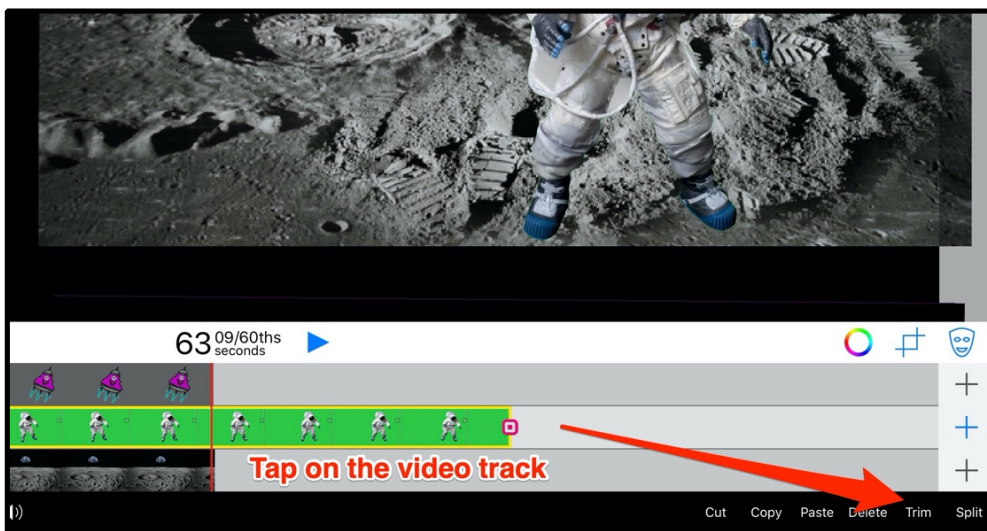 63 09/60ths
seconds
Tap on the video track
Cut Copy Paste Delete Trim Split